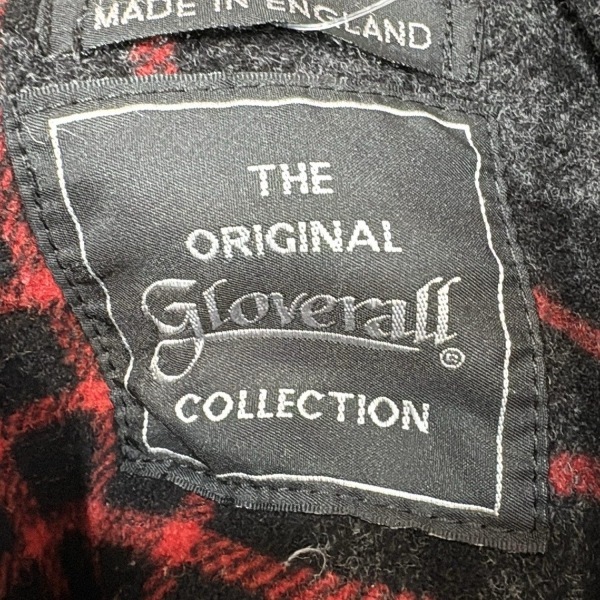 MADE IN ENGLAND
THE
ORIGINAL
Gloverall®
COLLECTION